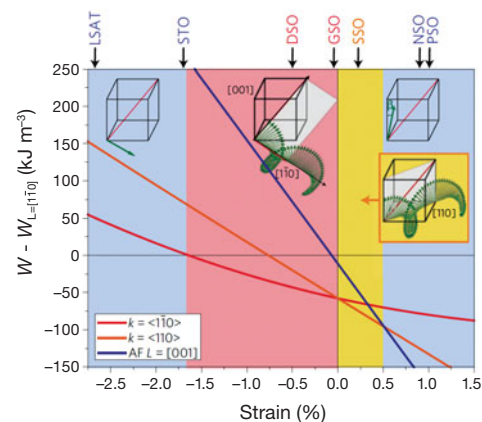 LSAT STO DSO GSO SSO NSO PSO
250
200
150
100
50
0
−50
−100
−150
W - W L=[11̄0] (kJ m⁻³)
[001]
[11̄0]
[110]
k = <11̄0>
k = <110>
AF L = [001]
−2.5 −2.0 −1.5 −1.0 −0.5 0.0 0.5 1.0 1.5
Strain (%)